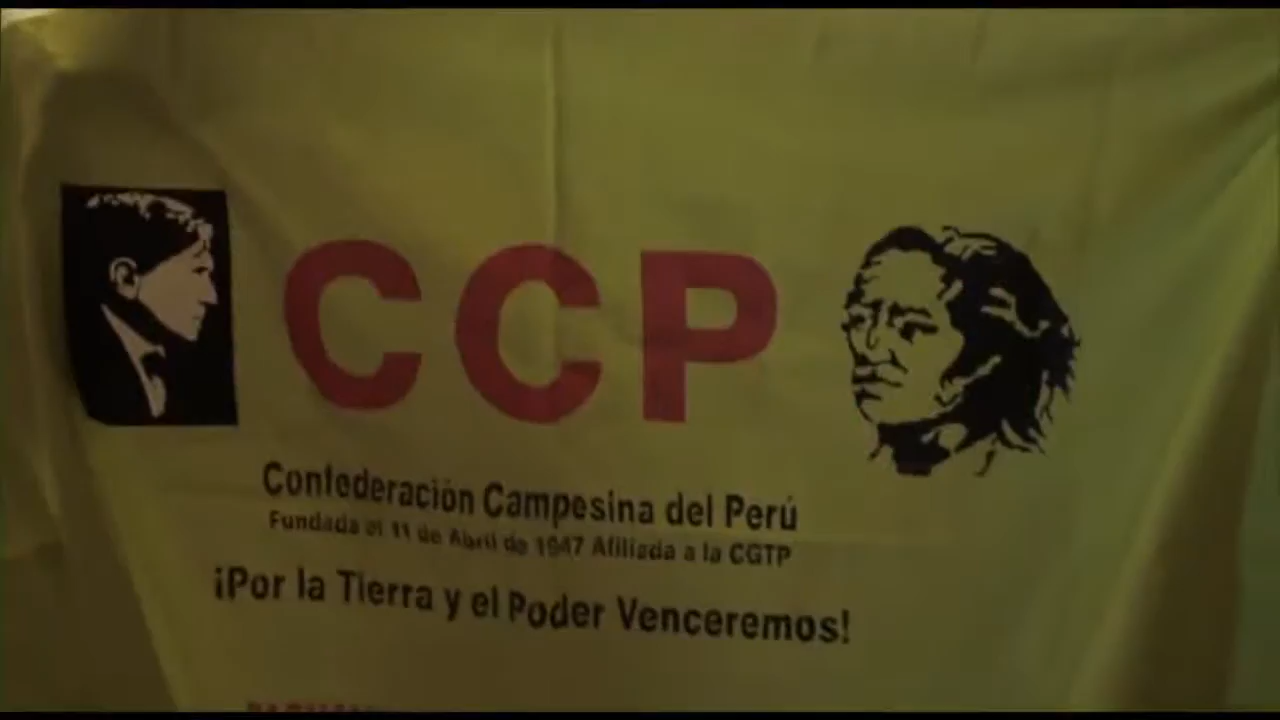 CCP
Confederación Campesina del Perú
Fundada el 11 de Abril de 1947 Afiliada a la CGTP
¡Por la Tierra y el Poder Venceremos!